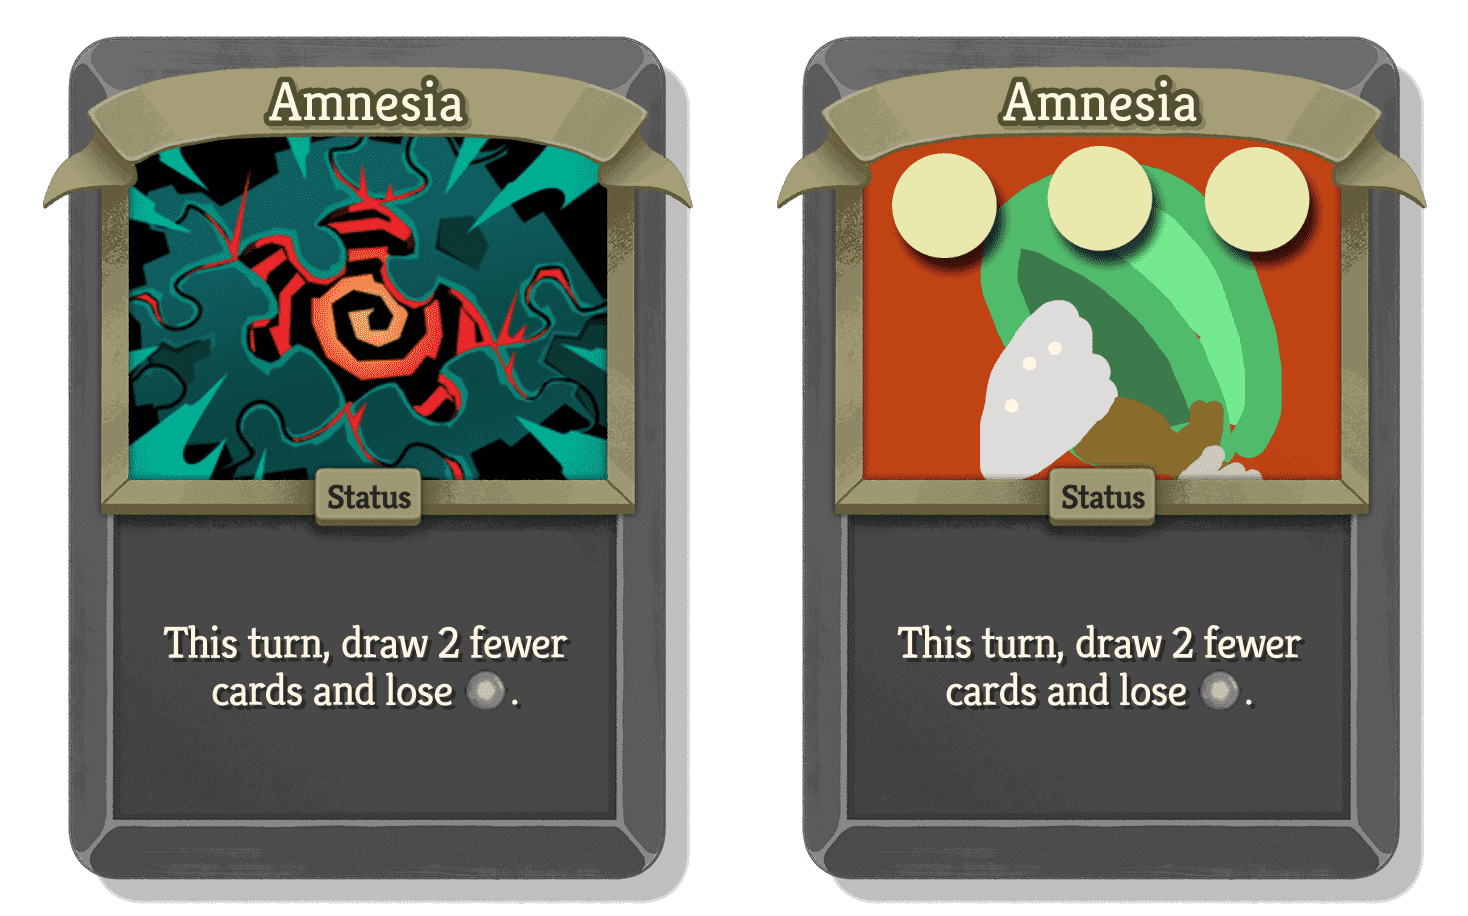 Amnesia
Status
This turn, draw 2 fewer
cards and lose .
Amnesia
Status
This turn, draw 2 fewer
cards and lose .